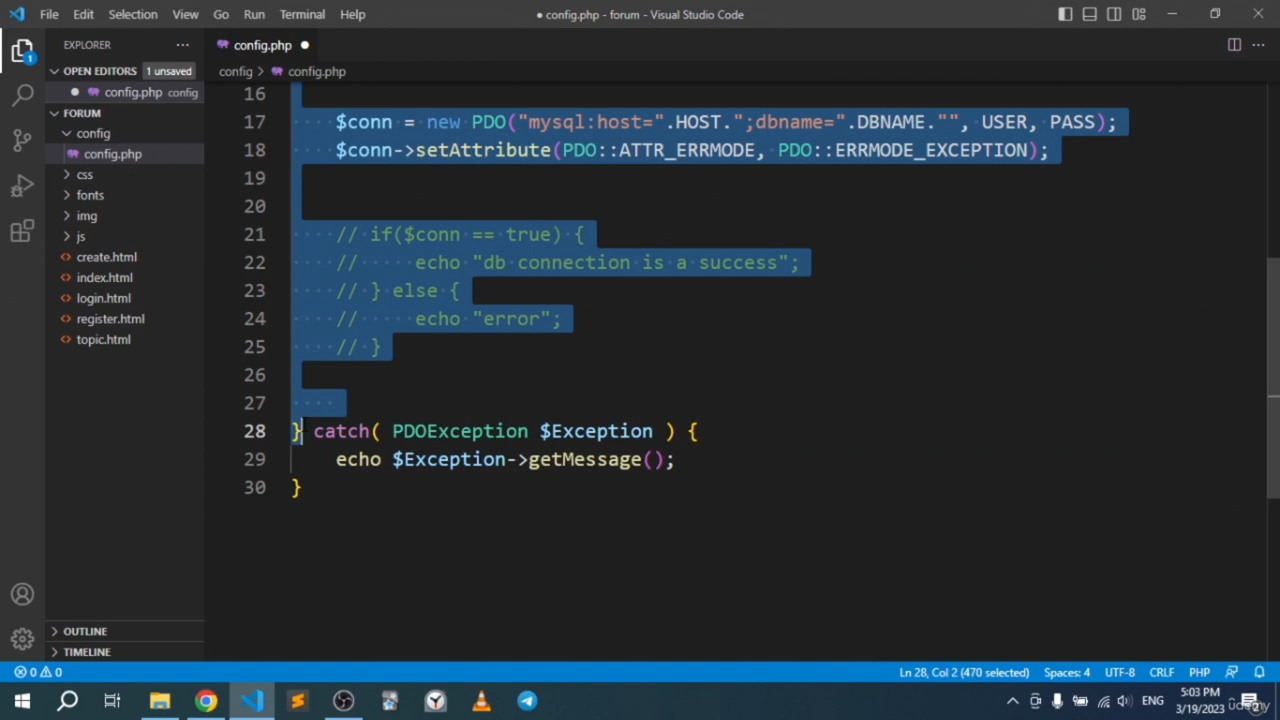 File Edit Selection View Go Run Terminal Help
● config.php - forum - Visual Studio Code
EXPLORER
config.php
OPEN EDITORS 1 unsaved
config > config.php
config.php config
FORUM
config
config.php
css
fonts
img
js
create.html
index.html
login.html
register.html
topic.html
OUTLINE
TIMELINE
1
16
17 $conn = new PDO("mysql:host=".HOST.";dbname=".DBNAME."", USER, PASS);
18 $conn->setAttribute(PDO::ATTR_ERRMODE, PDO::ERRMODE_EXCEPTION);
19
20
21 // if($conn == true) {
22 // echo "db connection is a success";
23 // } else {
24 // echo "error";
25 // }
26
27
28 } catch( PDOException $Exception ) {
29 echo $Exception->getMessage();
30 }
0 0
Ln 28, Col 2 (470 selected) Spaces: 4 UTF-8 CRLF PHP
ENG
5:03 PM
3/19/2023
udemy